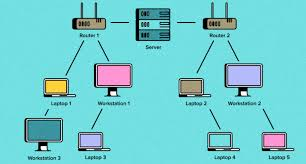 Router 1
Server
Router 2
Laptop 1
Workstation 1
Laptop 2
Workstation 2
Workstation 3
Laptop 3
Laptop 4
Laptop 5